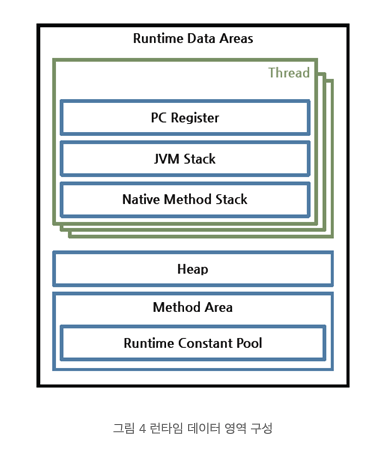 Runtime Data Areas
Thread
PC Register
JVM Stack
Native Method Stack
Heap
Method Area
Runtime Constant Pool
그림 4 런타임 데이터 영역 구성